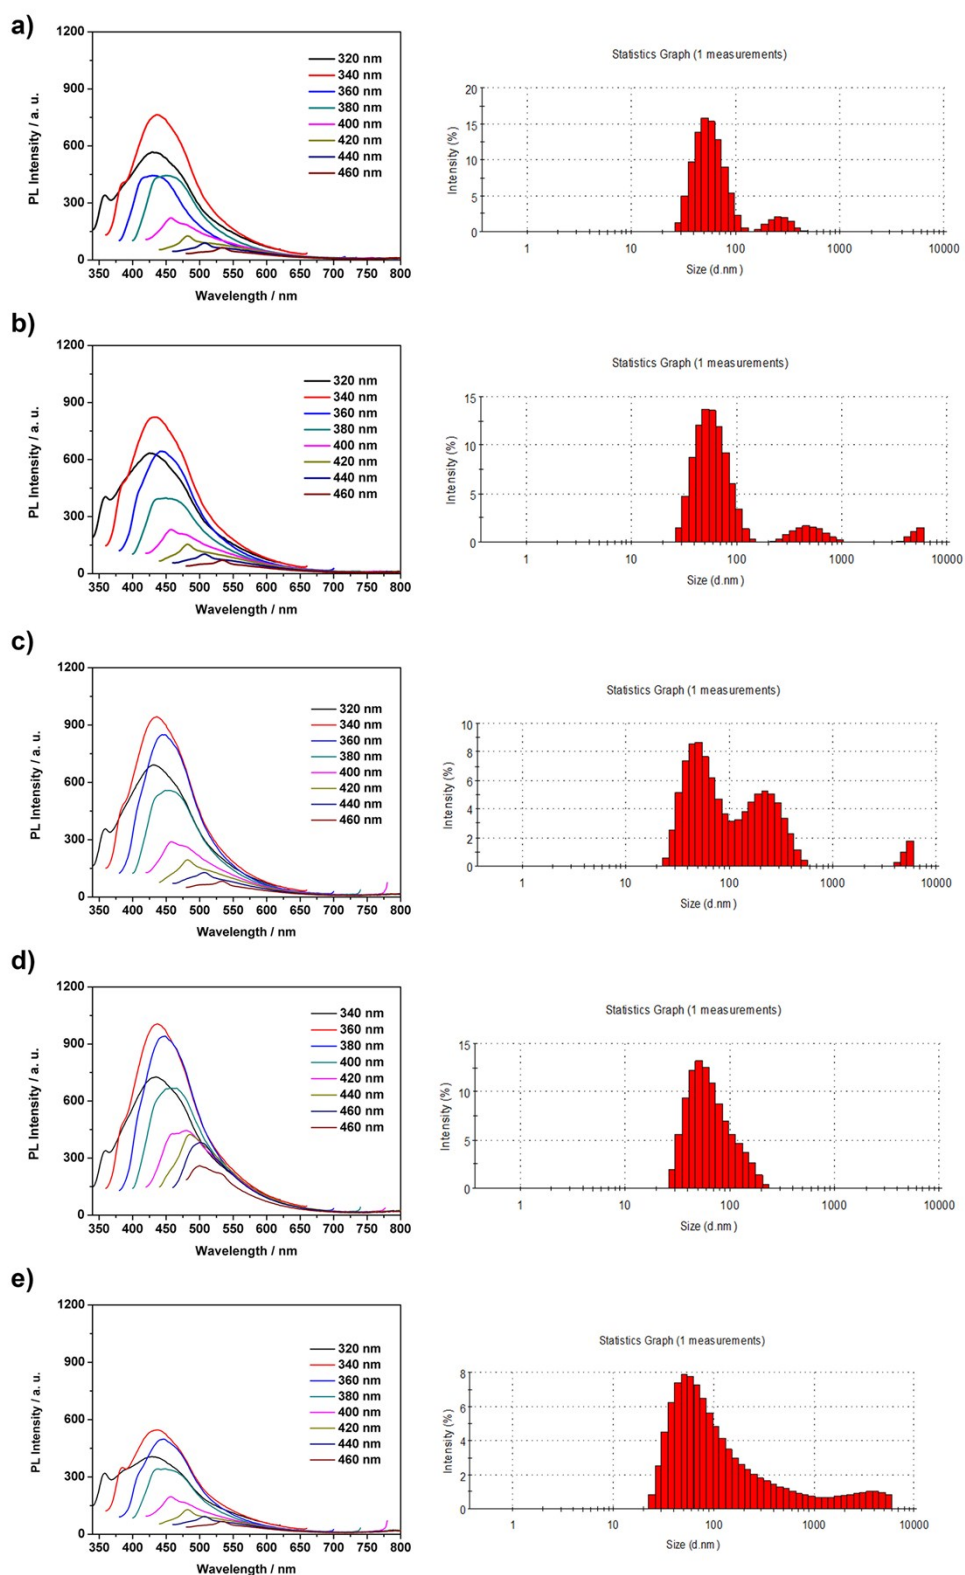 a)
1200
900
600
300
0
PL Intensity / a. u.
320 nm
340 nm
360 nm
380 nm
400 nm
420 nm
440 nm
460 nm
350 400 450 500 550 600 650 700 750 800
Wavelength / nm
Statistics Graph (1 measurements)
20
15
10
5
0
Intensity (%)
1 10 100 1000 10000
Size (d.nm)
b)
1200
900
600
300
0
PL Intensity / a. u.
320 nm
340 nm
360 nm
380 nm
400 nm
420 nm
440 nm
460 nm
350 400 450 500 550 600 650 700 750 800
Wavelength / nm
Statistics Graph (1 measurements)
15
10
5
0
Intensity (%)
1 10 100 1000 10000
Size (d.nm)
c)
1200
900
600
300
0
PL Intensity / a. u.
320 nm
340 nm
360 nm
380 nm
400 nm
420 nm
440 nm
460 nm
350 400 450 500 550 600 650 700 750 800
Wavelength / nm
Statistics Graph (1 measurements)
10
8
6
4
2
0
Intensity (%)
1 10 100 1000 10000
Size (d.nm)
d)
1200
900
600
300
0
PL Intensity / a. u.
340 nm
360 nm
380 nm
400 nm
420 nm
440 nm
460 nm
460 nm
350 400 450 500 550 600 650 700 750 800
Wavelength / nm
Statistics Graph (1 measurements)
15
10
5
0
Intensity (%)
1 10 100 1000 10000
Size (d.nm)
e)
1200
900
600
300
0
PL Intensity / a. u.
320 nm
340 nm
360 nm
380 nm
400 nm
420 nm
440 nm
460 nm
350 400 450 500 550 600 650 700 750 800
Wavelength / nm
Statistics Graph (1 measurements)
8
6
4
2
0
Intensity (%)
1 10 100 1000 10000
Size (d.nm)